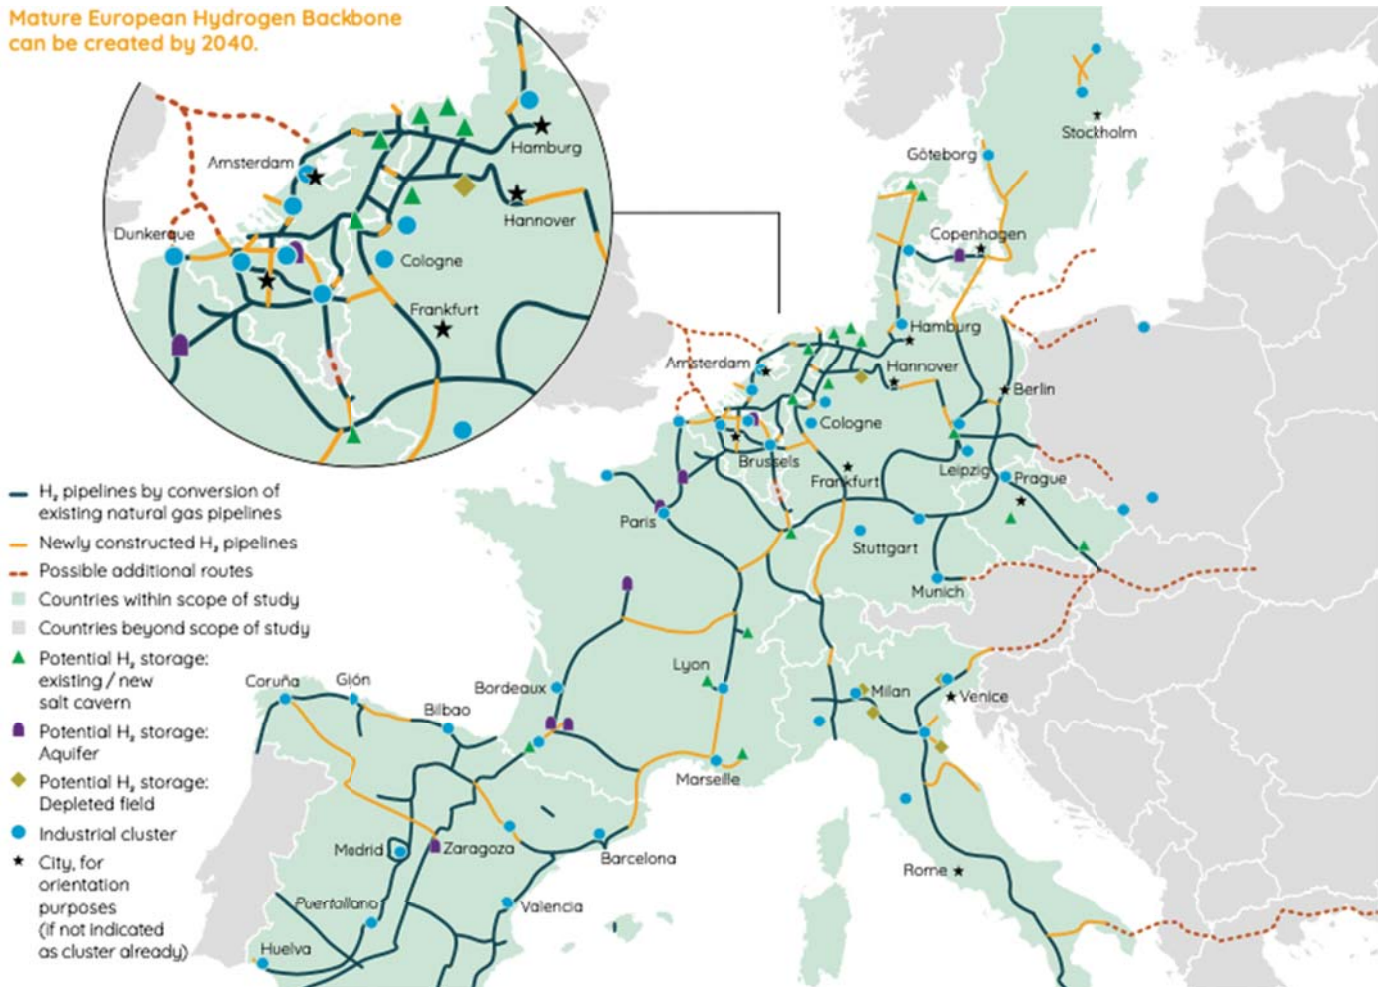 Mature European Hydrogen Backbone
can be created by 2040.
Amsterdam
Hamburg
Hannover
Dunkerque
Cologne
Frankfurt
Stockholm
Göteborg
Copenhagen
Hamburg
Amsterdam
Hannover
Berlin
Cologne
Brussels
Leipzig
Frankfurt
Prague
Paris
Stuttgart
Munich
Lyon
Coruña
Gjón
Bordeaux
Milan
Venice
Bilbao
Marseille
Madrid
Zaragoza
Barcelona
Rome
Puertallano
Valencia
Huelva
H₂ pipelines by conversion of
existing natural gas pipelines
Newly constructed H₂ pipelines
Possible additional routes
Countries within scope of study
Countries beyond scope of study
Potential H₂ storage:
existing / new
salt cavern
Potential H₂ storage:
Aquifer
Potential H₂ storage:
Depleted field
Industrial cluster
City, for
orientation
purposes
(if not indicated
as cluster already)